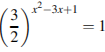 (3/2)^{x²−3x+1} = 1